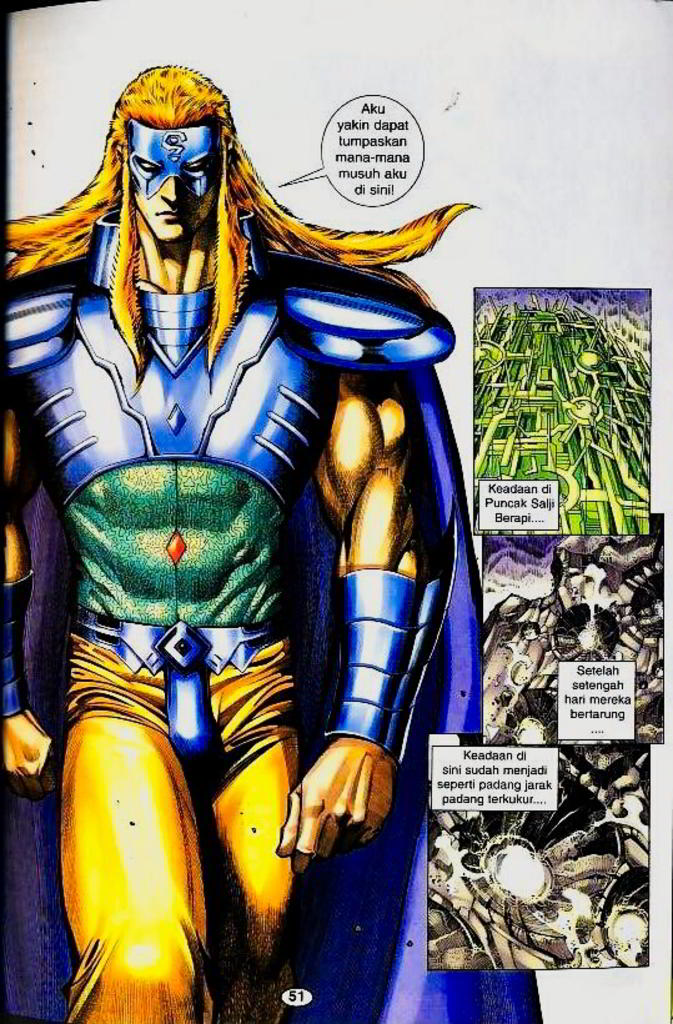 Aku
yakin dapat
tumpaskan
mana-mana
musuh aku
di sini!
S
Keadaan di
Puncak Salji
Berapi....
Setelah
setengah
hari mereka
bertarung
....
Keadaan di
sini sudah menjadi
seperti padang jarak
padang terkukur....
51